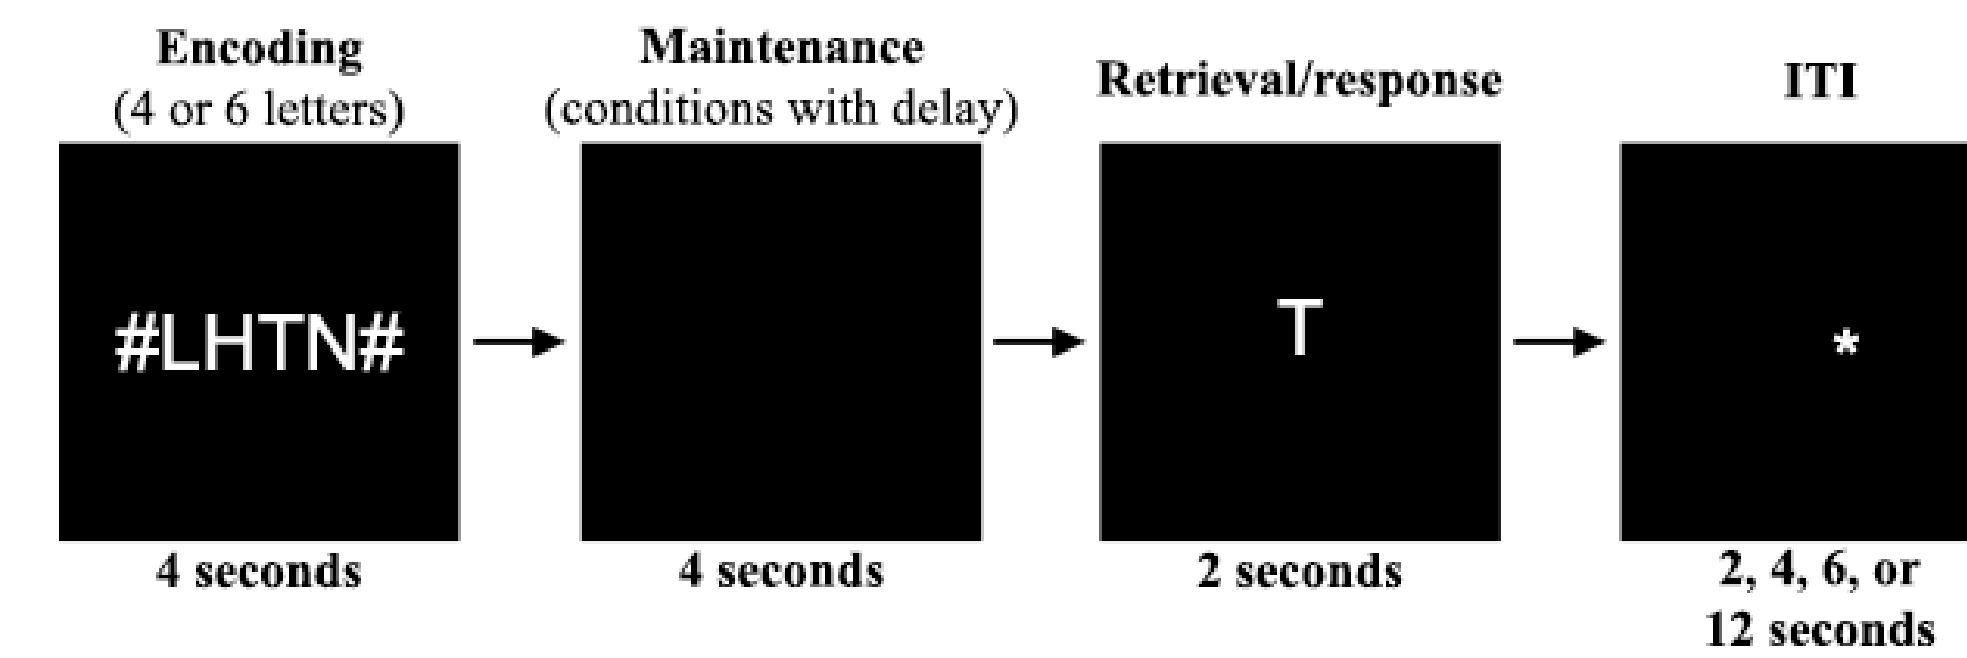 Encoding
(4 or 6 letters)
#LHTN#
4 seconds
Maintenance
(conditions with delay)
4 seconds
Retrieval/response
T
2 seconds
ITI
*
2, 4, 6, or
12 seconds